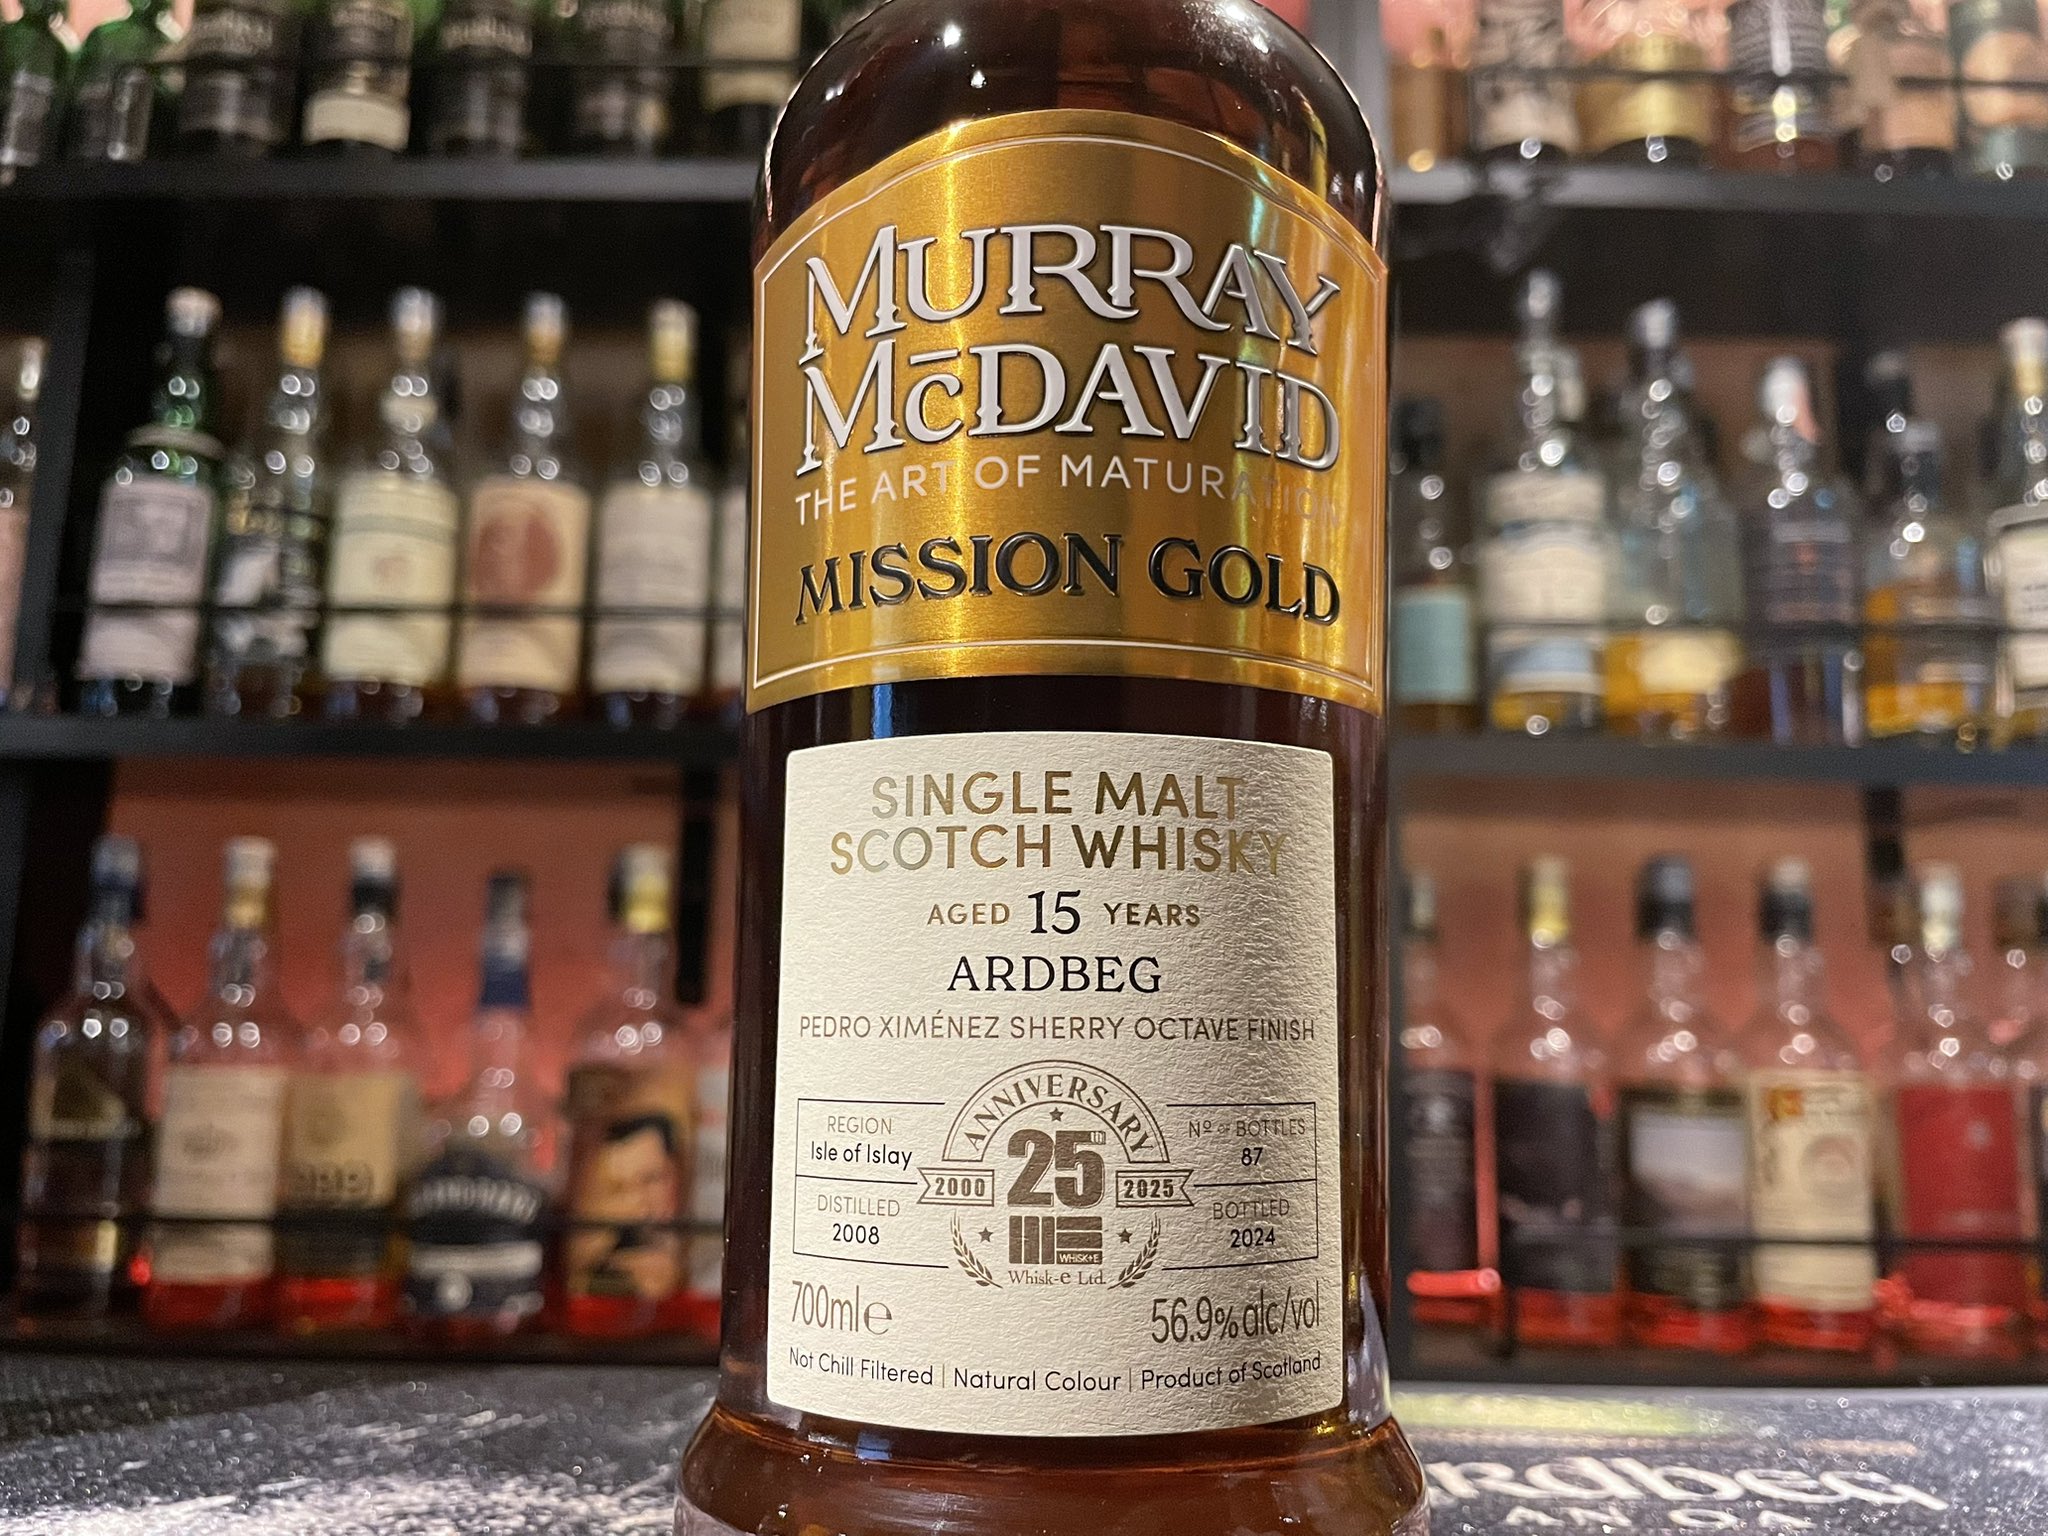 MURRAY
McDAVID
THE ART OF MATURATION
MISSION GOLD
SINGLE MALT
SCOTCH WHISKY
AGED 15 YEARS
ARDBEG
PEDRO XIMÉNEZ SHERRY OCTAVE FINISH
ANNIVERSARY
25th
2000
2025
WHISK+E
Whisk-e Ltd.
REGION
Isle of Islay
DISTILLED
2008
Nº OF BOTTLES
87
BOTTLED
2024
700ml℮
56.9%alc/vol
Not Chill Filtered | Natural Colour | Product of Scotland